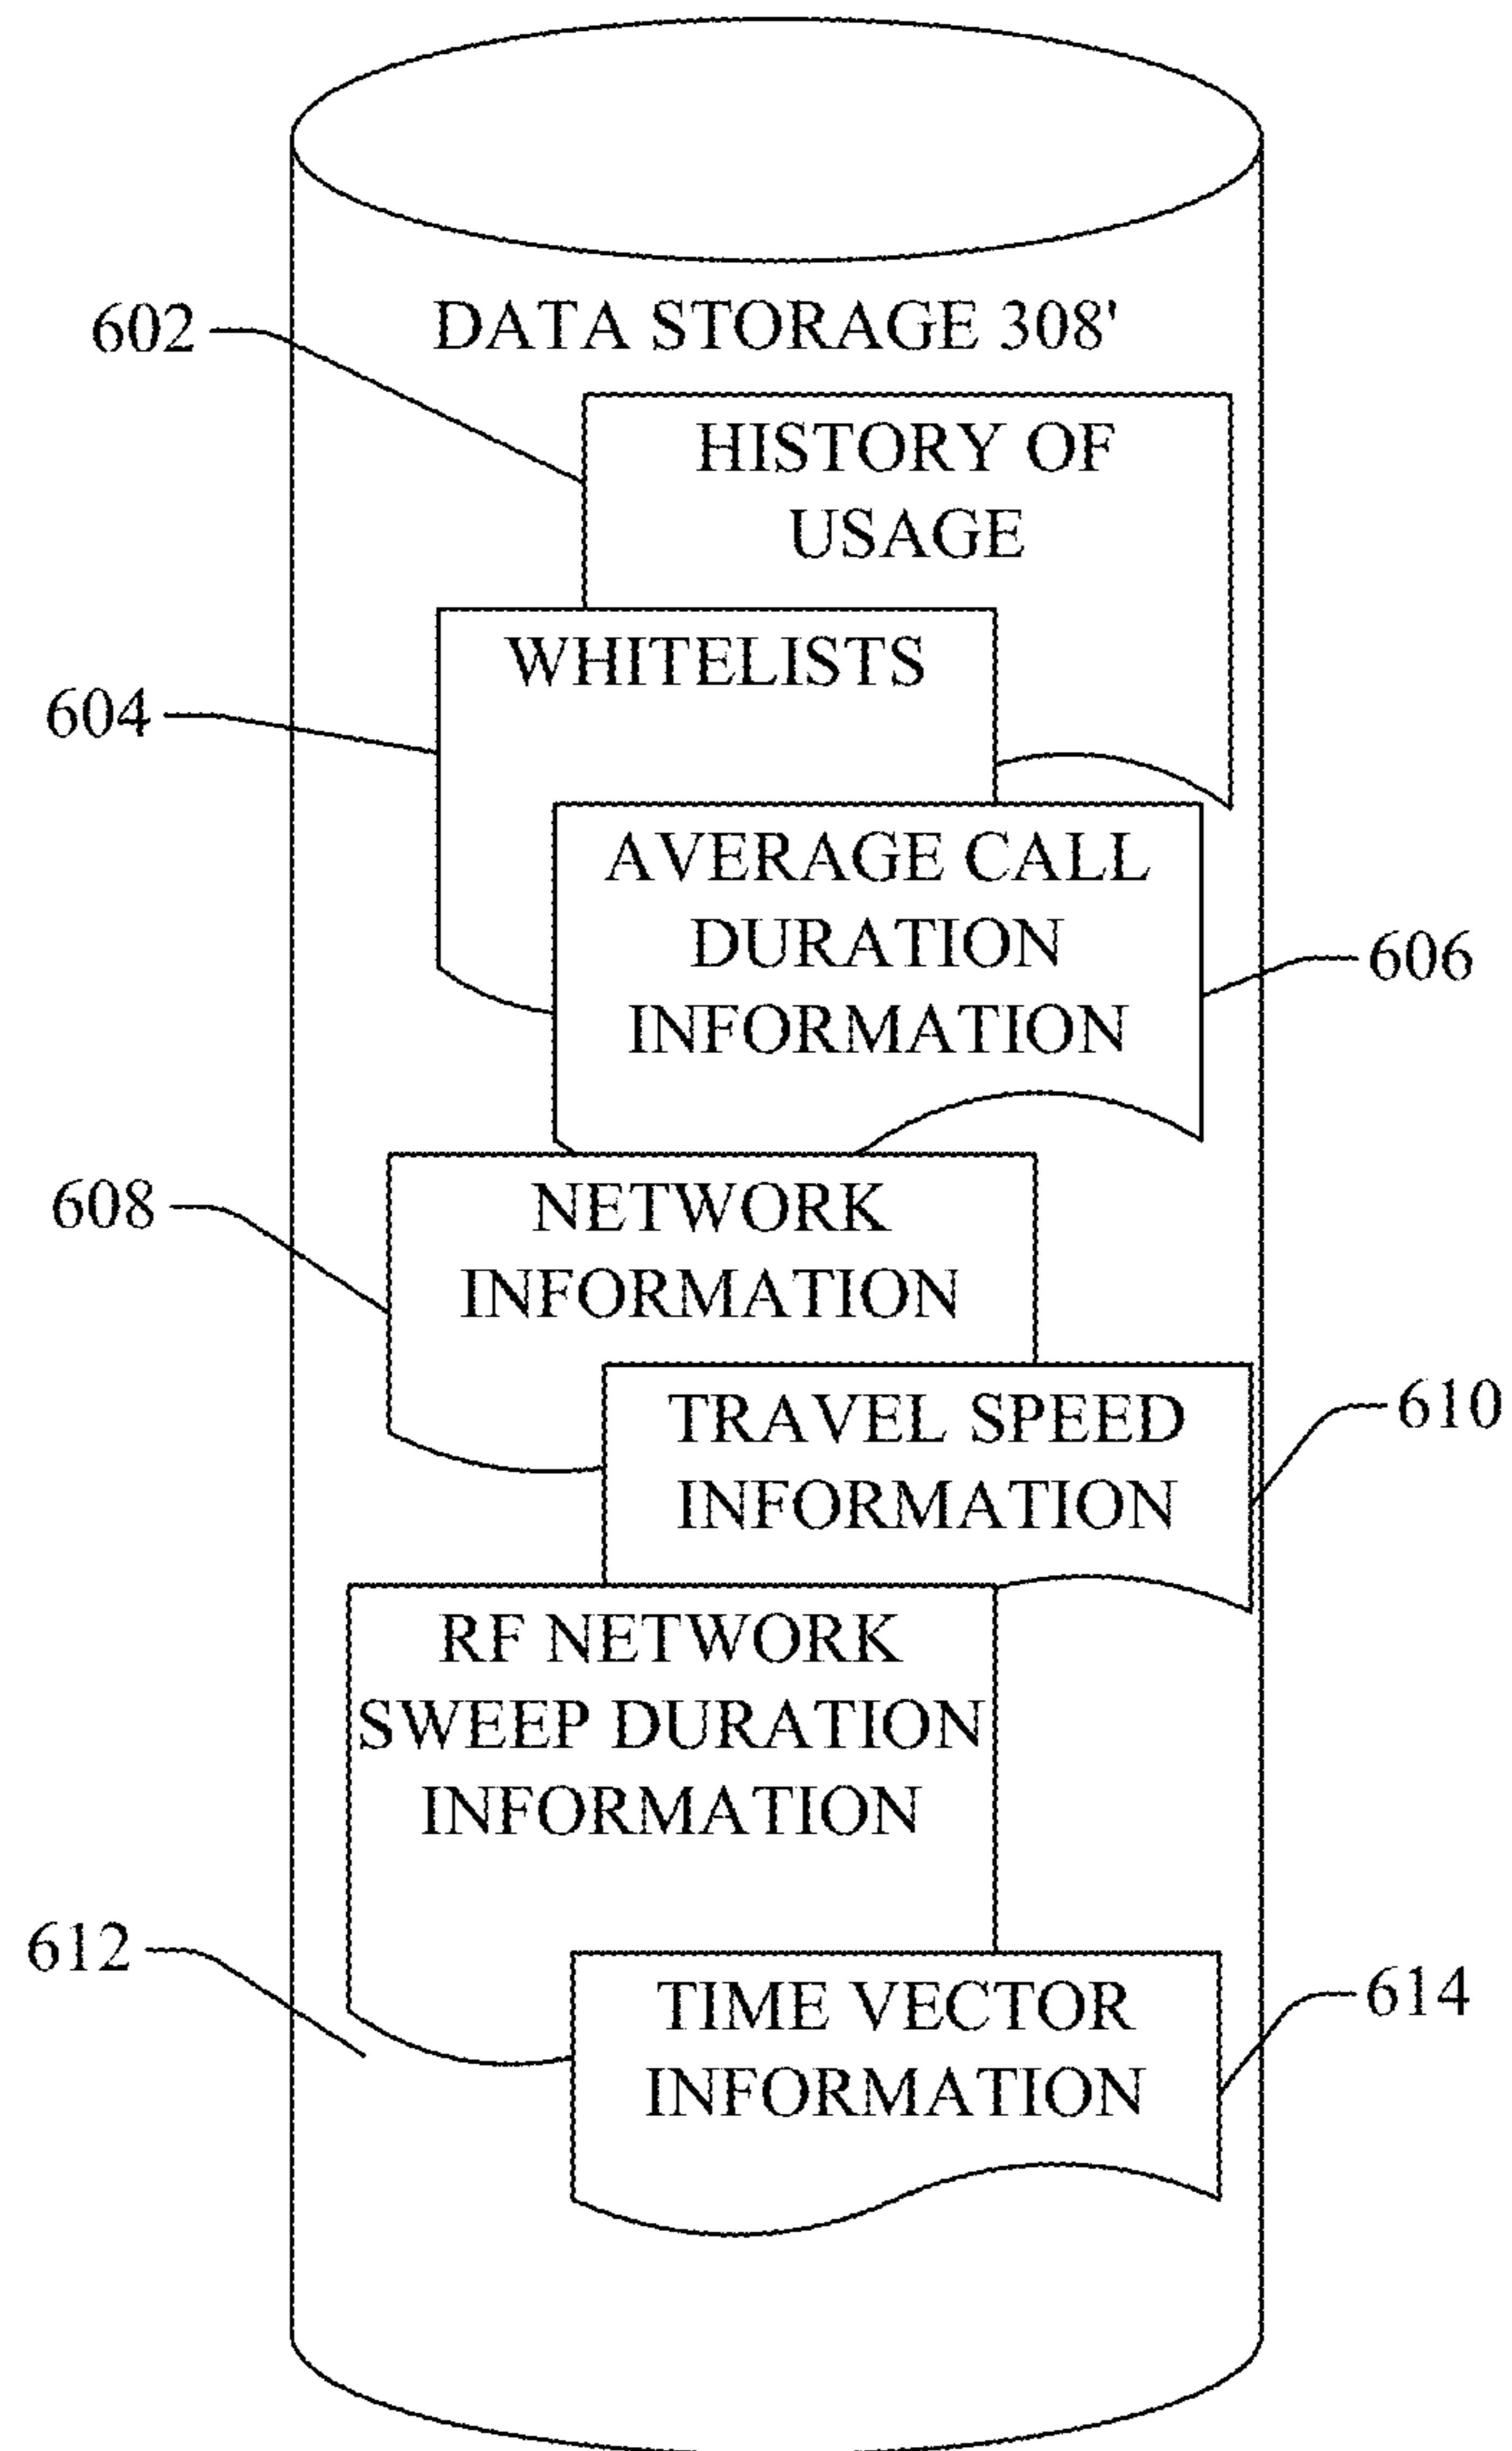 602
DATA STORAGE 308'
HISTORY OF
USAGE
WHITELISTS
604
AVERAGE CALL
DURATION
606
INFORMATION
608
NETWORK
INFORMATION
TRAVEL SPEED
610
INFORMATION
RF NETWORK
SWEEP DURATION
INFORMATION
612
TIME VECTOR
614
INFORMATION